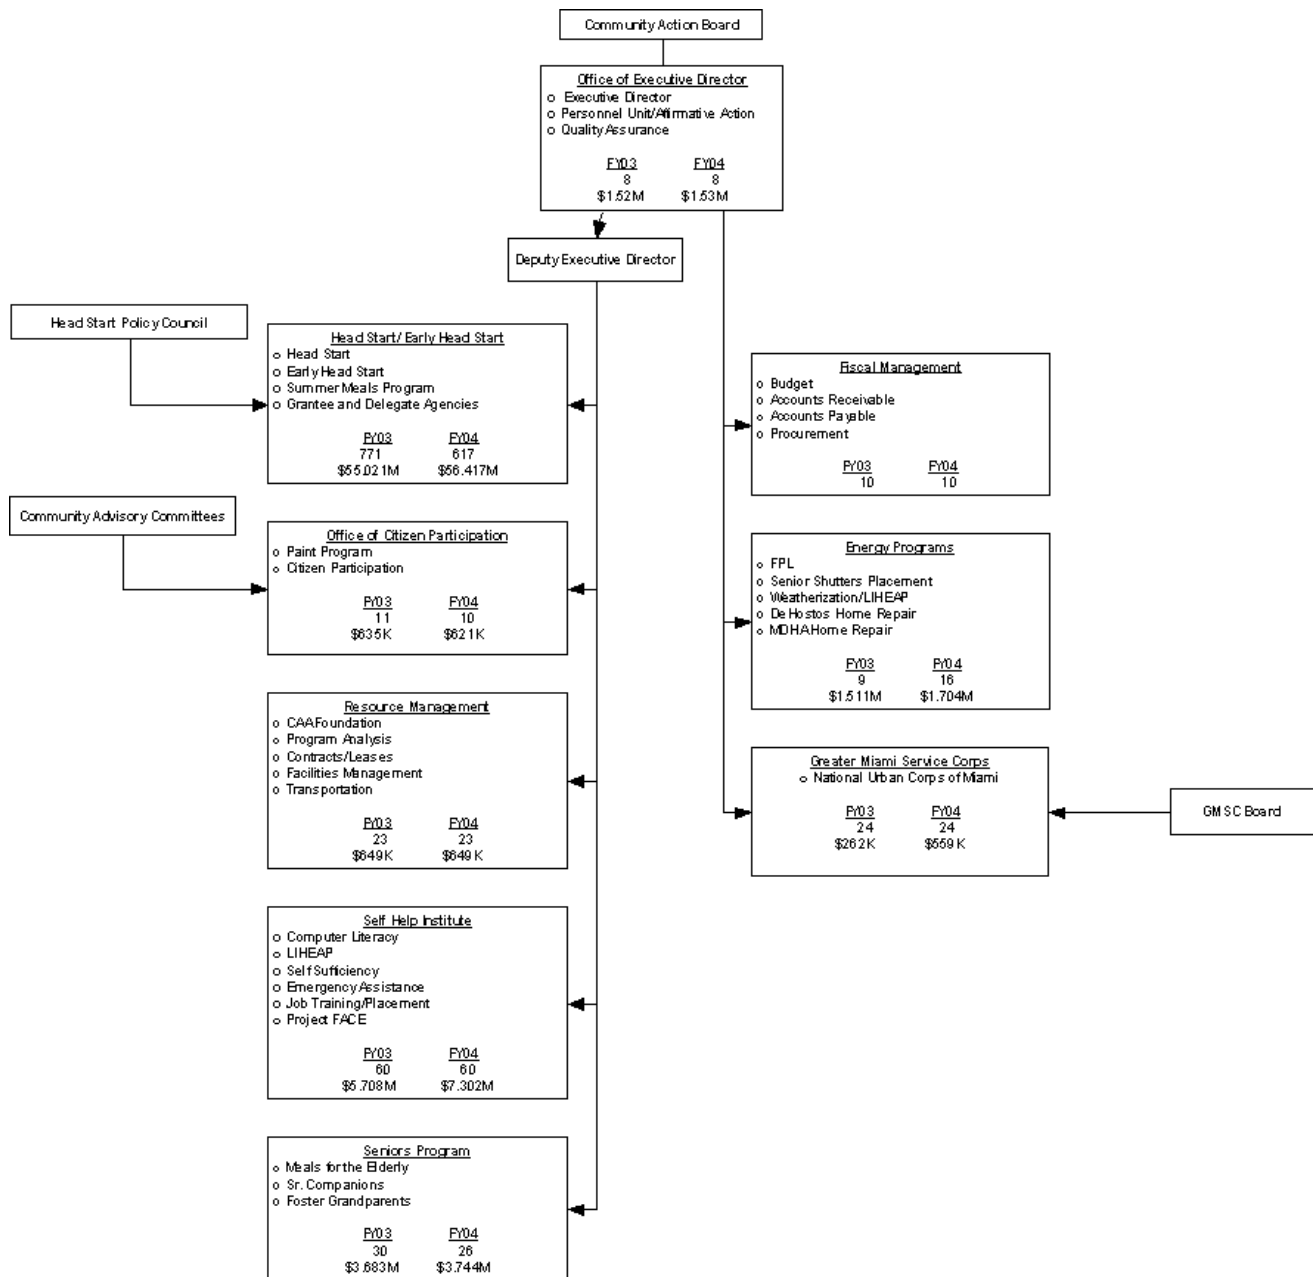 Community Action Board
Office of Executive Director
o Executive Director
o Personnel Unit/Affirmative Action
o Quality Assurance
FY03 FY04
8 8
$1.52M $1.53M
Deputy Executive Director
Head Start Policy Council
Head Start/ Early Head Start
o Head Start
o Early Head Start
o Summer Meals Program
o Grantee and Delegate Agencies
FY03 FY04
771 617
$55.021M $56.417M
Fiscal Management
o Budget
o Accounts Receivable
o Accounts Payable
o Procurement
FY03 FY04
10 10
Community Advisory Committees
Office of Citizen Participation
o Paint Program
o Citizen Participation
FY03 FY04
11 10
$635K $621K
Energy Programs
o FPL
o Senior Shutters Placement
o Weatherization/LIHEAP
o De Hostos Home Repair
o MDHA Home Repair
FY03 FY04
9 16
$1.511M $1.704M
Resource Management
o CAA Foundation
o Program Analysis
o Contracts/Leases
o Facilities Management
o Transportation
FY03 FY04
23 23
$649K $649K
Greater Miami Service Corps
o National Urban Corps of Miami
FY03 FY04
24 24
$262K $559K
GMSC Board
Self Help Institute
o Computer Literacy
o LIHEAP
o Self Sufficiency
o Emergency Assistance
o Job Training/Placement
o Project FACE
FY03 FY04
60 60
$5.708M $7.302M
Seniors Program
o Meals for the Elderly
o Sr. Companions
o Foster Grandparents
FY03 FY04
30 26
$3.683M $3.744M